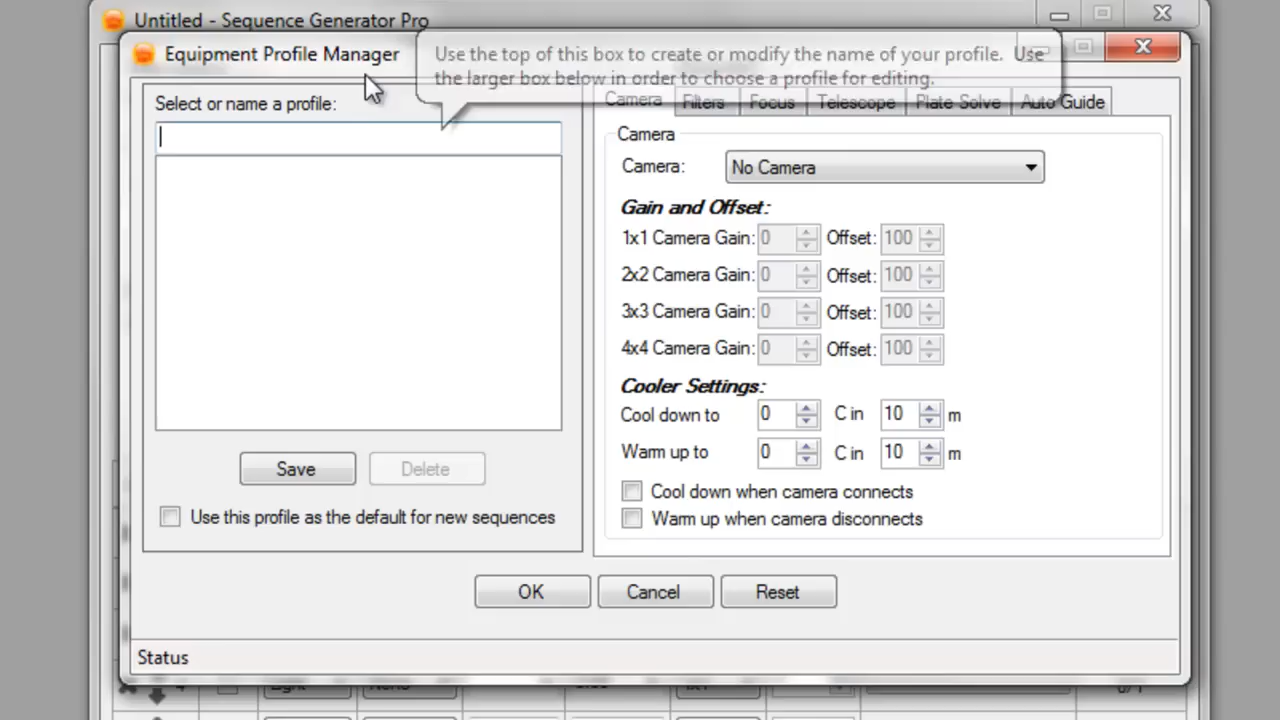 Untitled - Sequence Generator Pro
Equipment Profile Manager
Use the top of this box to create or modify the name of your profile. Use
the larger box below in order to choose a profile for editing.
Select or name a profile:
Save
Delete
Use this profile as the default for new sequences
Camera Filters Focus Telescope Plate Solve Auto Guide
Camera
Camera: No Camera
Gain and Offset:
1x1 Camera Gain: 0 Offset: 100
2x2 Camera Gain: 0 Offset: 100
3x3 Camera Gain: 0 Offset: 100
4x4 Camera Gain: 0 Offset: 100
Cooler Settings:
Cool down to 0 C in 10 m
Warm up to 0 C in 10 m
Cool down when camera connects
Warm up when camera disconnects
OK Cancel Reset
Status